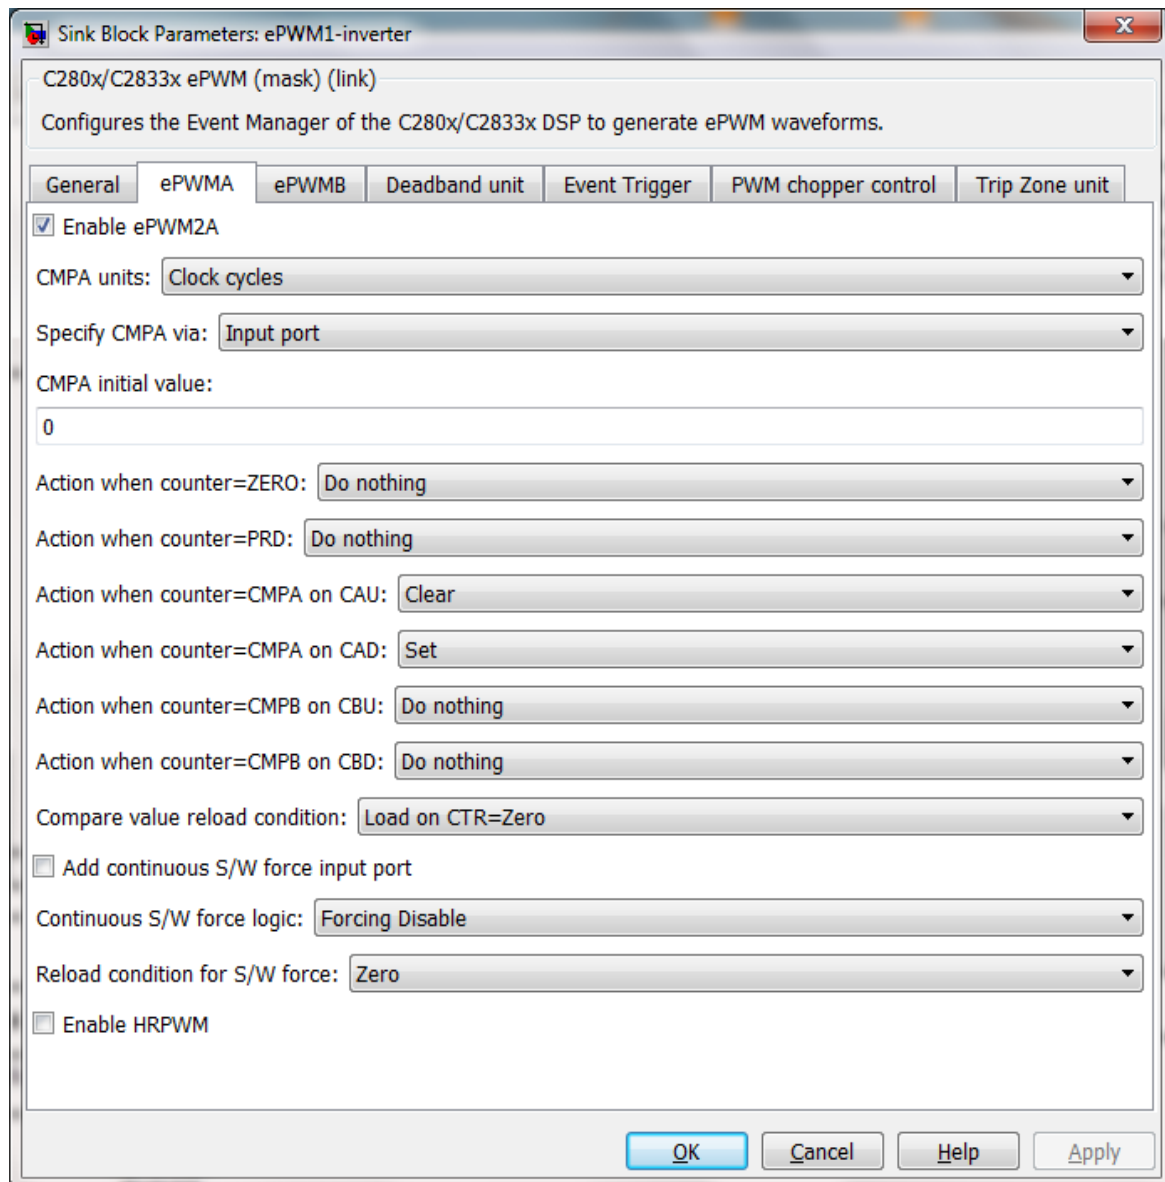 Sink Block Parameters: ePWM1-inverter
C280x/C2833x ePWM (mask) (link)
Configures the Event Manager of the C280x/C2833x DSP to generate ePWM waveforms.
General ePWMA ePWMB Deadband unit Event Trigger PWM chopper control Trip Zone unit
Enable ePWM2A
CMPA units: Clock cycles
Specify CMPA via: Input port
CMPA initial value:
0
Action when counter=ZERO: Do nothing
Action when counter=PRD: Do nothing
Action when counter=CMPA on CAU: Clear
Action when counter=CMPA on CAD: Set
Action when counter=CMPB on CBU: Do nothing
Action when counter=CMPB on CBD: Do nothing
Compare value reload condition: Load on CTR=Zero
Add continuous S/W force input port
Continuous S/W force logic: Forcing Disable
Reload condition for S/W force: Zero
Enable HRPWM
OK Cancel Help Apply